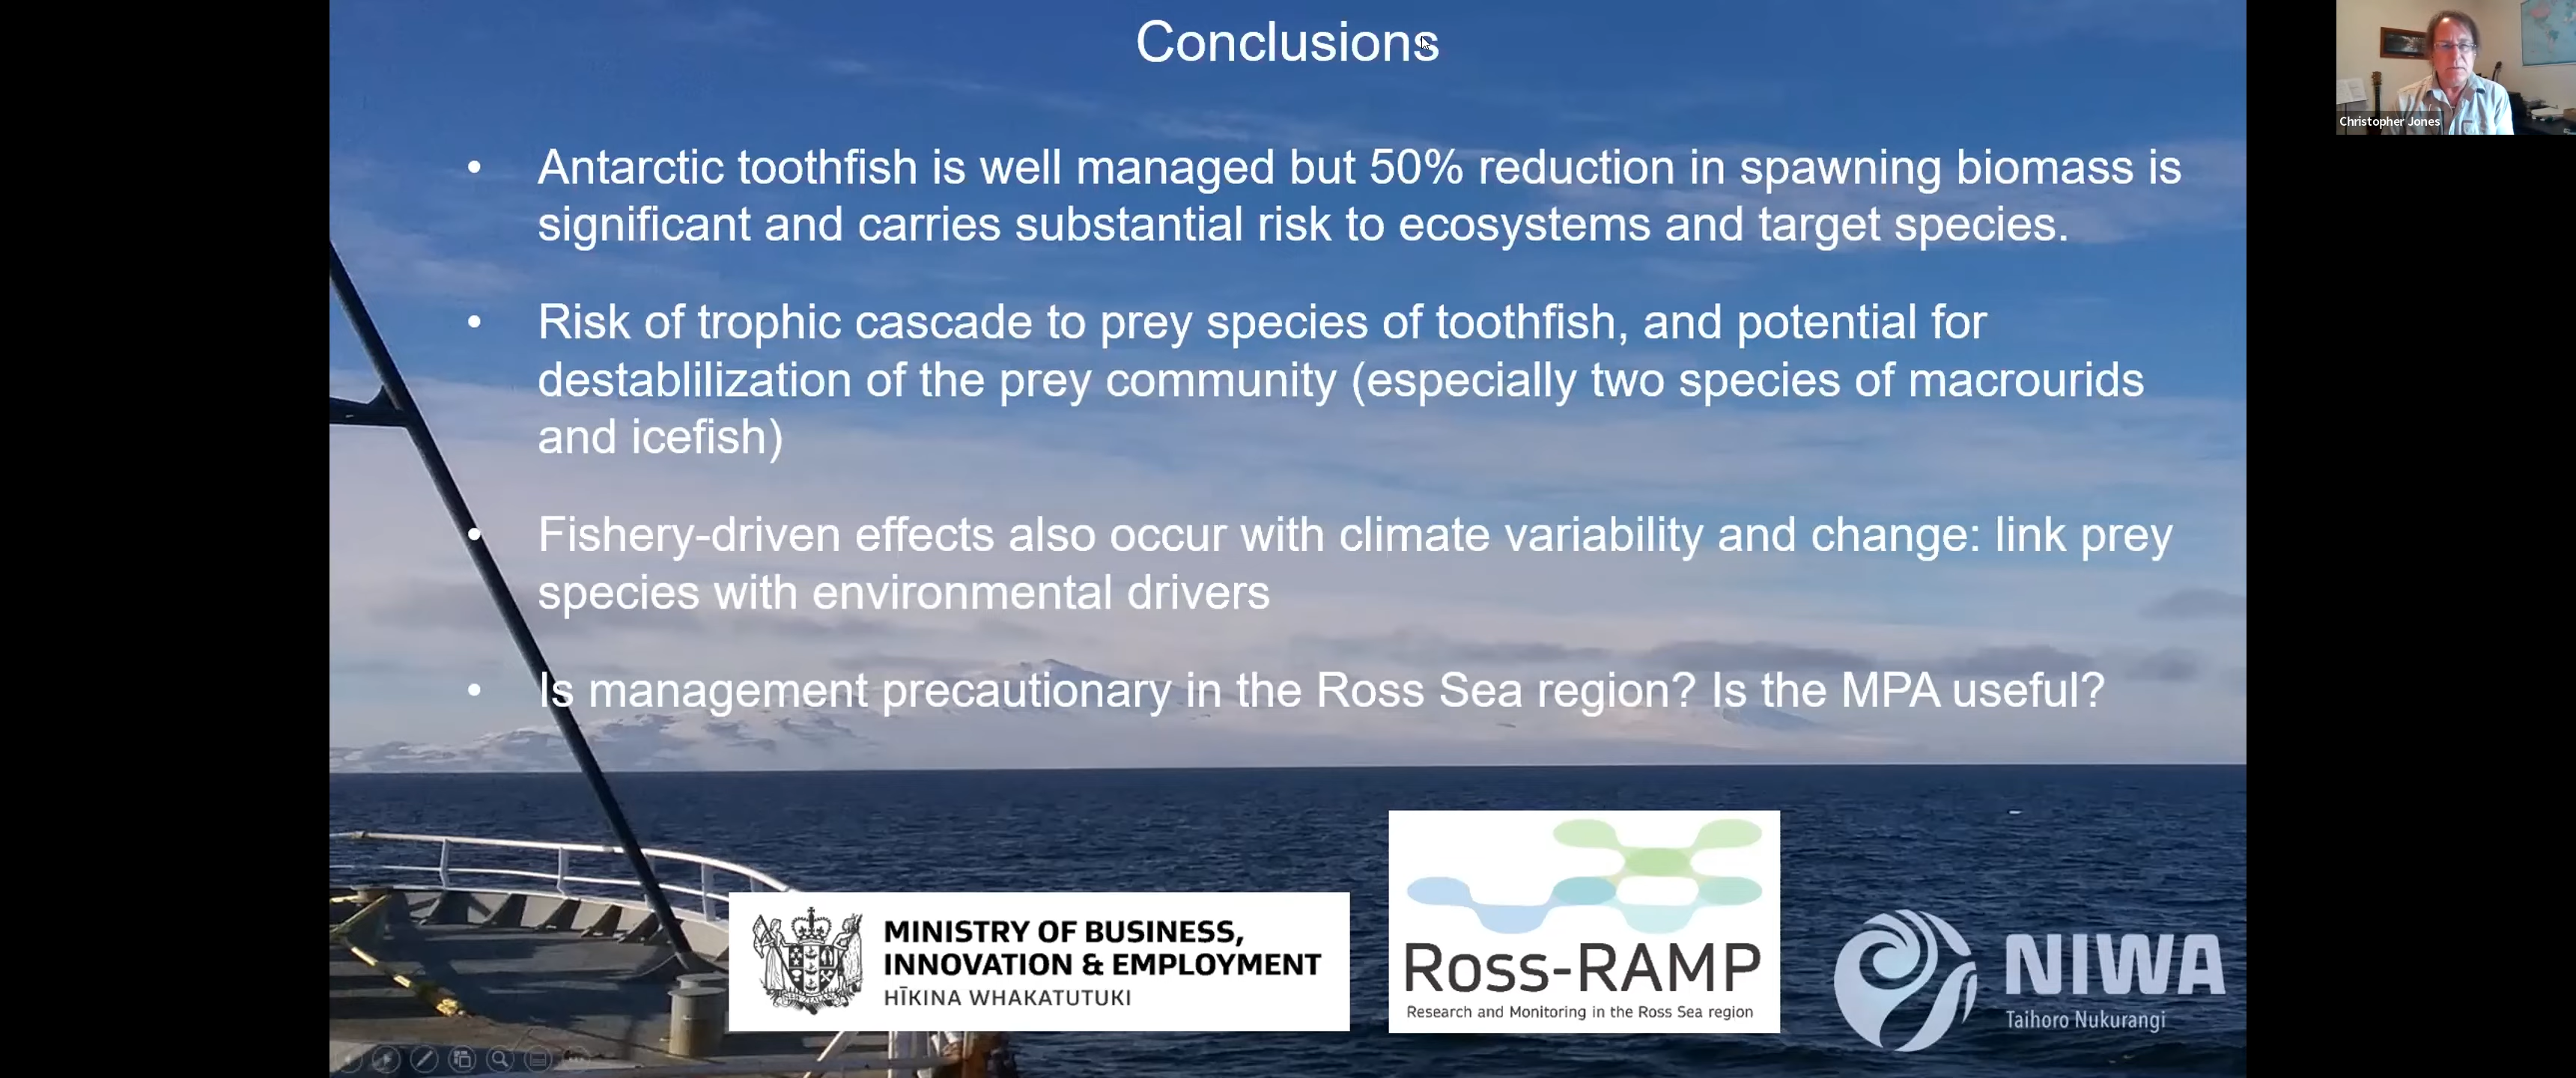 Conclusions
Christopher Jones
• Antarctic toothfish is well managed but 50% reduction in spawning biomass is
significant and carries substantial risk to ecosystems and target species.
• Risk of trophic cascade to prey species of toothfish, and potential for
destablilization of the prey community (especially two species of macrourids
and icefish)
• Fishery-driven effects also occur with climate variability and change: link prey
species with environmental drivers
• Is management precautionary in the Ross Sea region? Is the MPA useful?
MINISTRY OF BUSINESS,
INNOVATION & EMPLOYMENT
HĪKINA WHAKATUTUKI
Ross-RAMP
Research and Monitoring in the Ross Sea region
NIWA
Taihoro Nukurangi